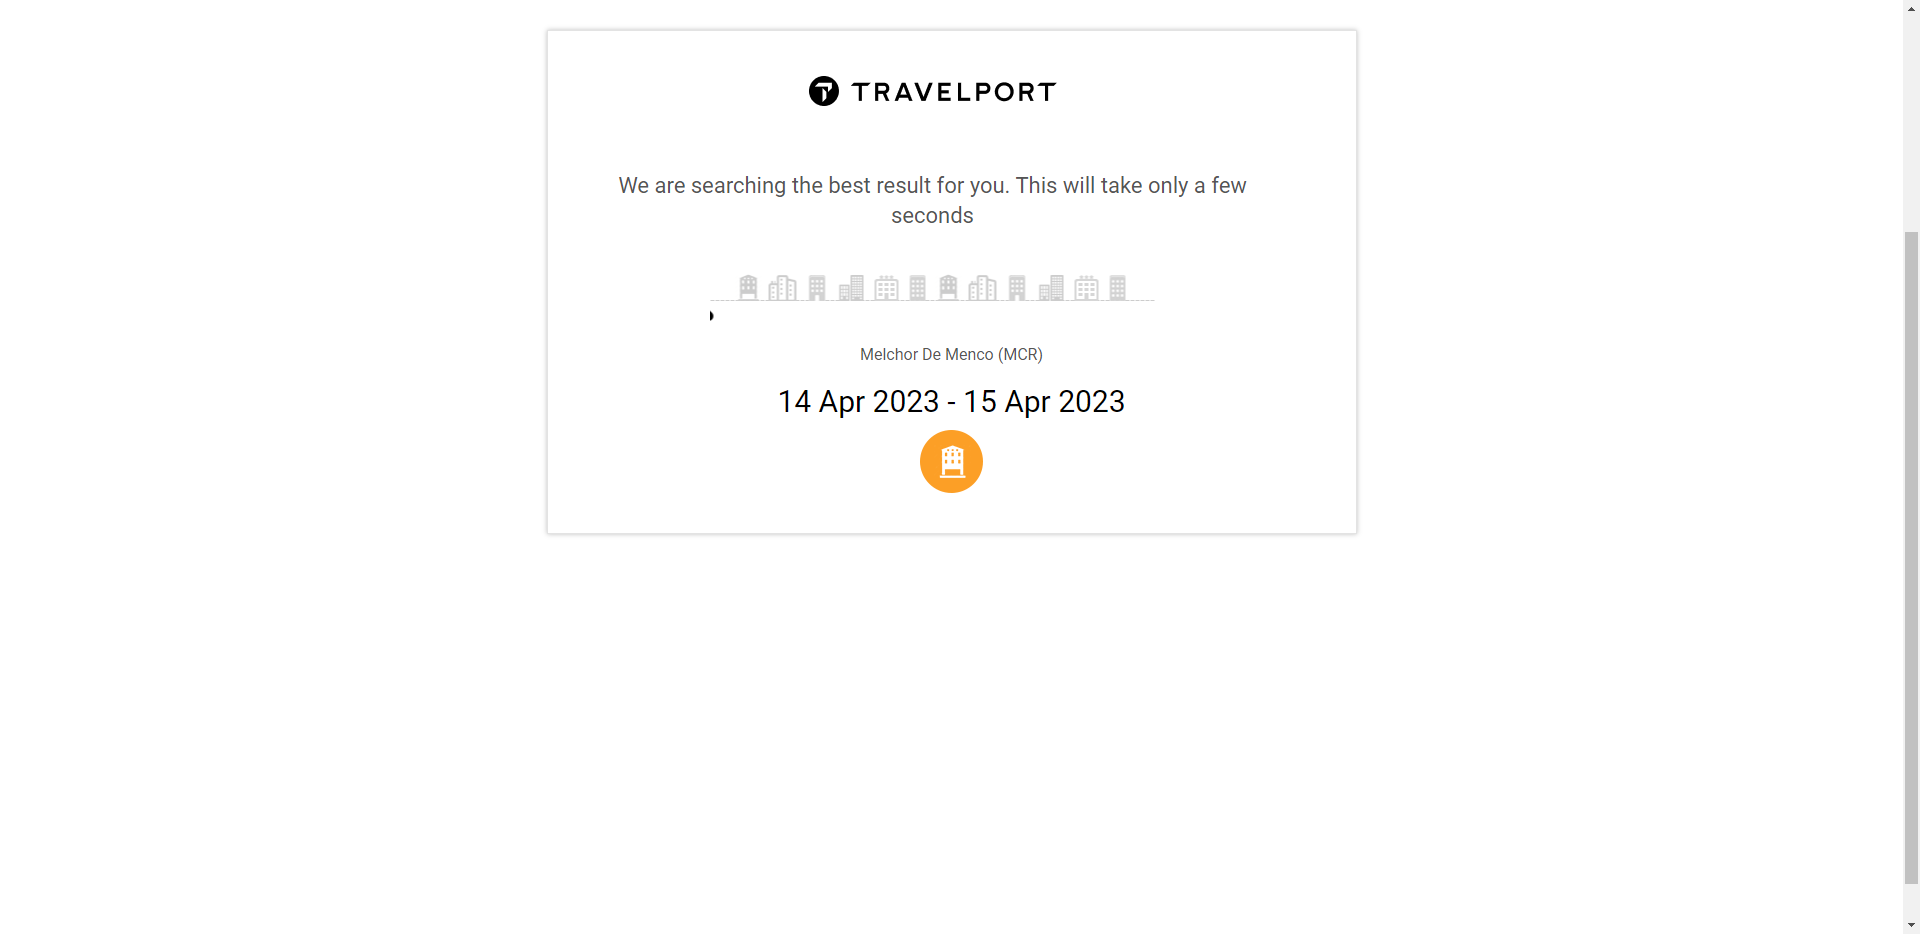 TRAVELPORT
We are searching the best result for you. This will take only a few
seconds
Melchor De Menco (MCR)
14 Apr 2023 - 15 Apr 2023